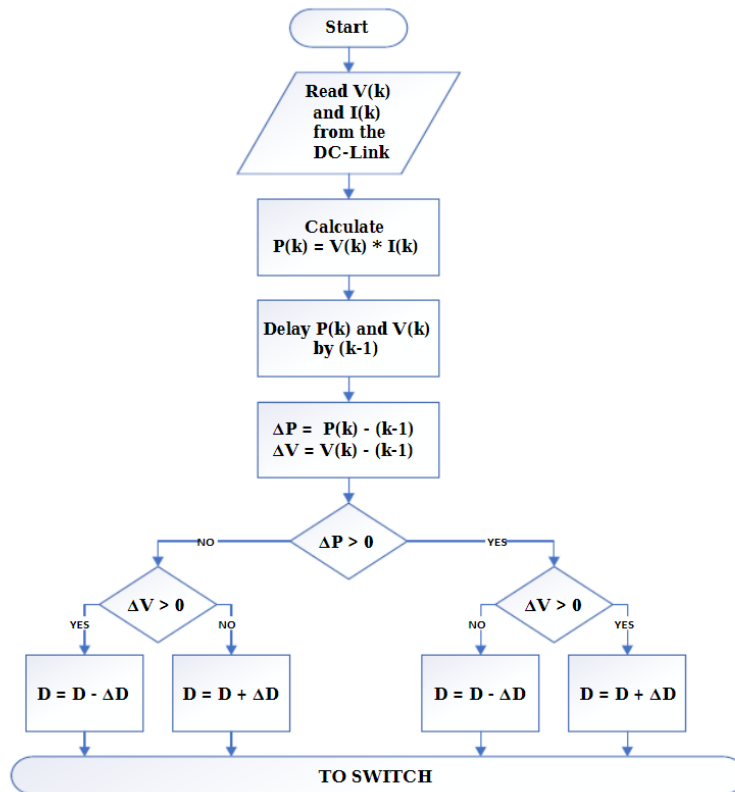 Start
Read V(k)
and I(k)
from the
DC-Link
Calculate
P(k) = V(k) * I(k)
Delay P(k) and V(k)
by (k-1)
ΔP = P(k) - (k-1)
ΔV = V(k) - (k-1)
ΔP > 0
NO
YES
ΔV > 0
ΔV > 0
YES
NO
NO
YES
D = D - ΔD
D = D + ΔD
D = D - ΔD
D = D + ΔD
TO SWITCH